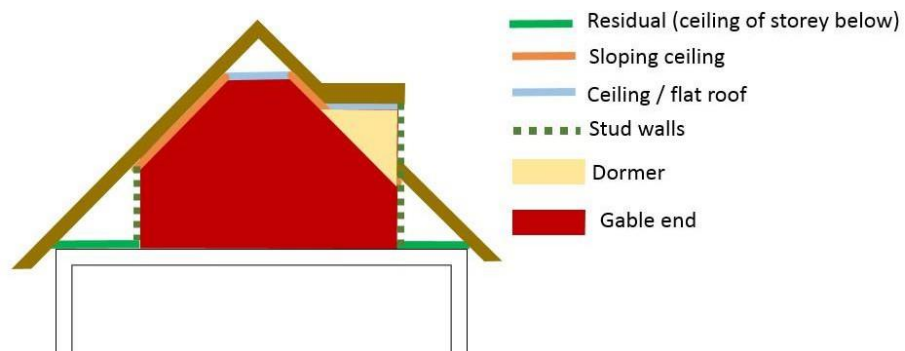 Residual (ceiling of storey below)
Sloping ceiling
Ceiling / flat roof
Stud walls
Dormer
Gable end